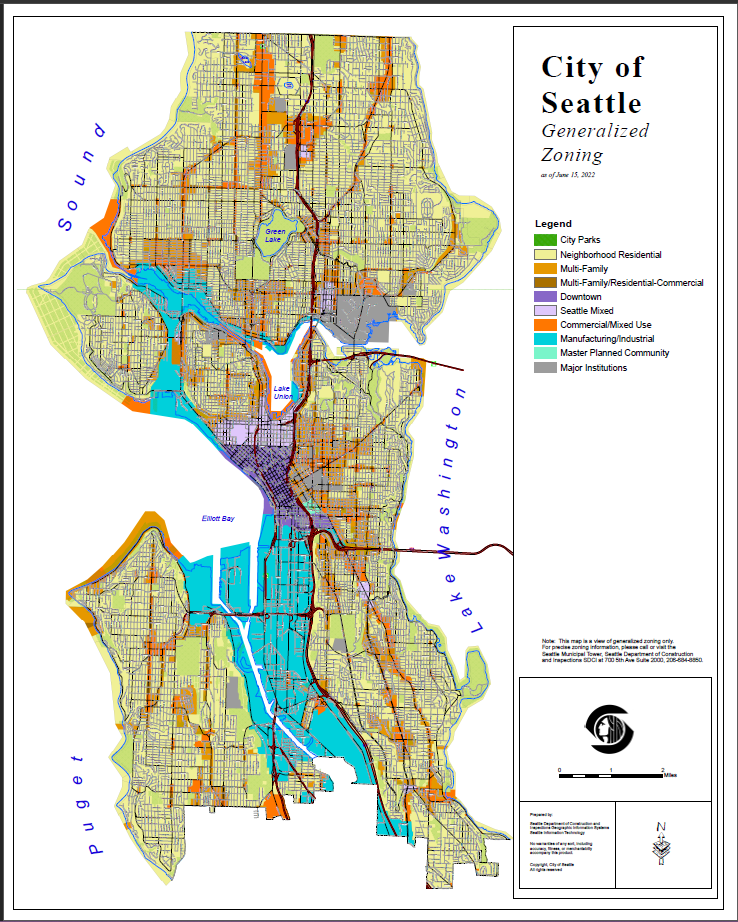 City of
Seattle
Generalized
Zoning
as of June 15, 2022
Legend
City Parks
Neighborhood Residential
Multi-Family
Multi-Family/Residential-Commercial
Downtown
Seattle Mixed
Commercial/Mixed Use
Manufacturing/Industrial
Master Planned Community
Major Institutions
Puget Sound
Green
Lake
Lake
Union
Elliott Bay
Lake Washington
Note: This map is a view of generalized zoning only.
For precise zoning information, please call or visit the
Seattle Municipal Tower, Seattle Department of Construction
and Inspections SDCI at 700 5th Ave Suite 2000, 206-684-8850.
0 1 2
Miles
Prepared by:
Seattle Department of Construction and
Inspections Geographic Information Systems
Seattle Information Technology
No warranties of any sort, including
accuracy, fitness, or merchantability
accompany this product.
Copyright, City of Seattle
All rights reserved
N